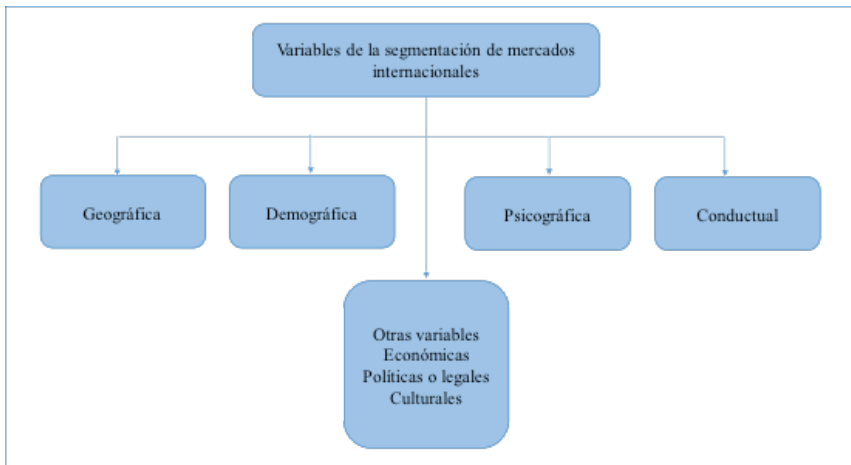 Variables de la segmentación de mercados
internacionales
Geográfica
Demográfica
Psicográfica
Conductual
Otras variables
Económicas
Políticas o legales
Culturales